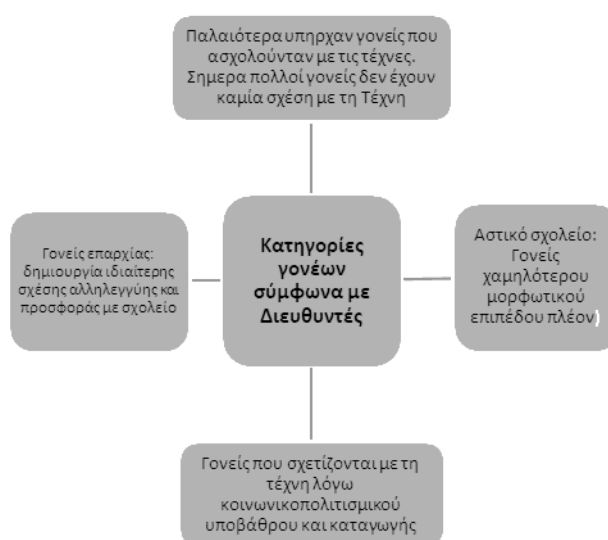 Παλαιότερα υπηρχαν γονείς που
ασχολούνταν με τις τέχνες.
Σημερα πολλοί γονείς δεν έχουν
καμία σχέση με τη Τέχνη
Γονείς επαρχίας:
δημιουργία ιδιαίτερης
σχέσης αλληλεγγύης και
προσφοράς με σχολείο
Κατηγορίες
γονέων
σύμφωνα με
Διευθυντές
Αστικό σχολείο:
Γονείς
χαμηλότερου
μορφωτικού
επιπέδου πλέον)
Γονείς που σχετίζονται με τη
τέχνη λόγω
κοινωνικοπολιτισμικού
υποβάθρου και καταγωγής